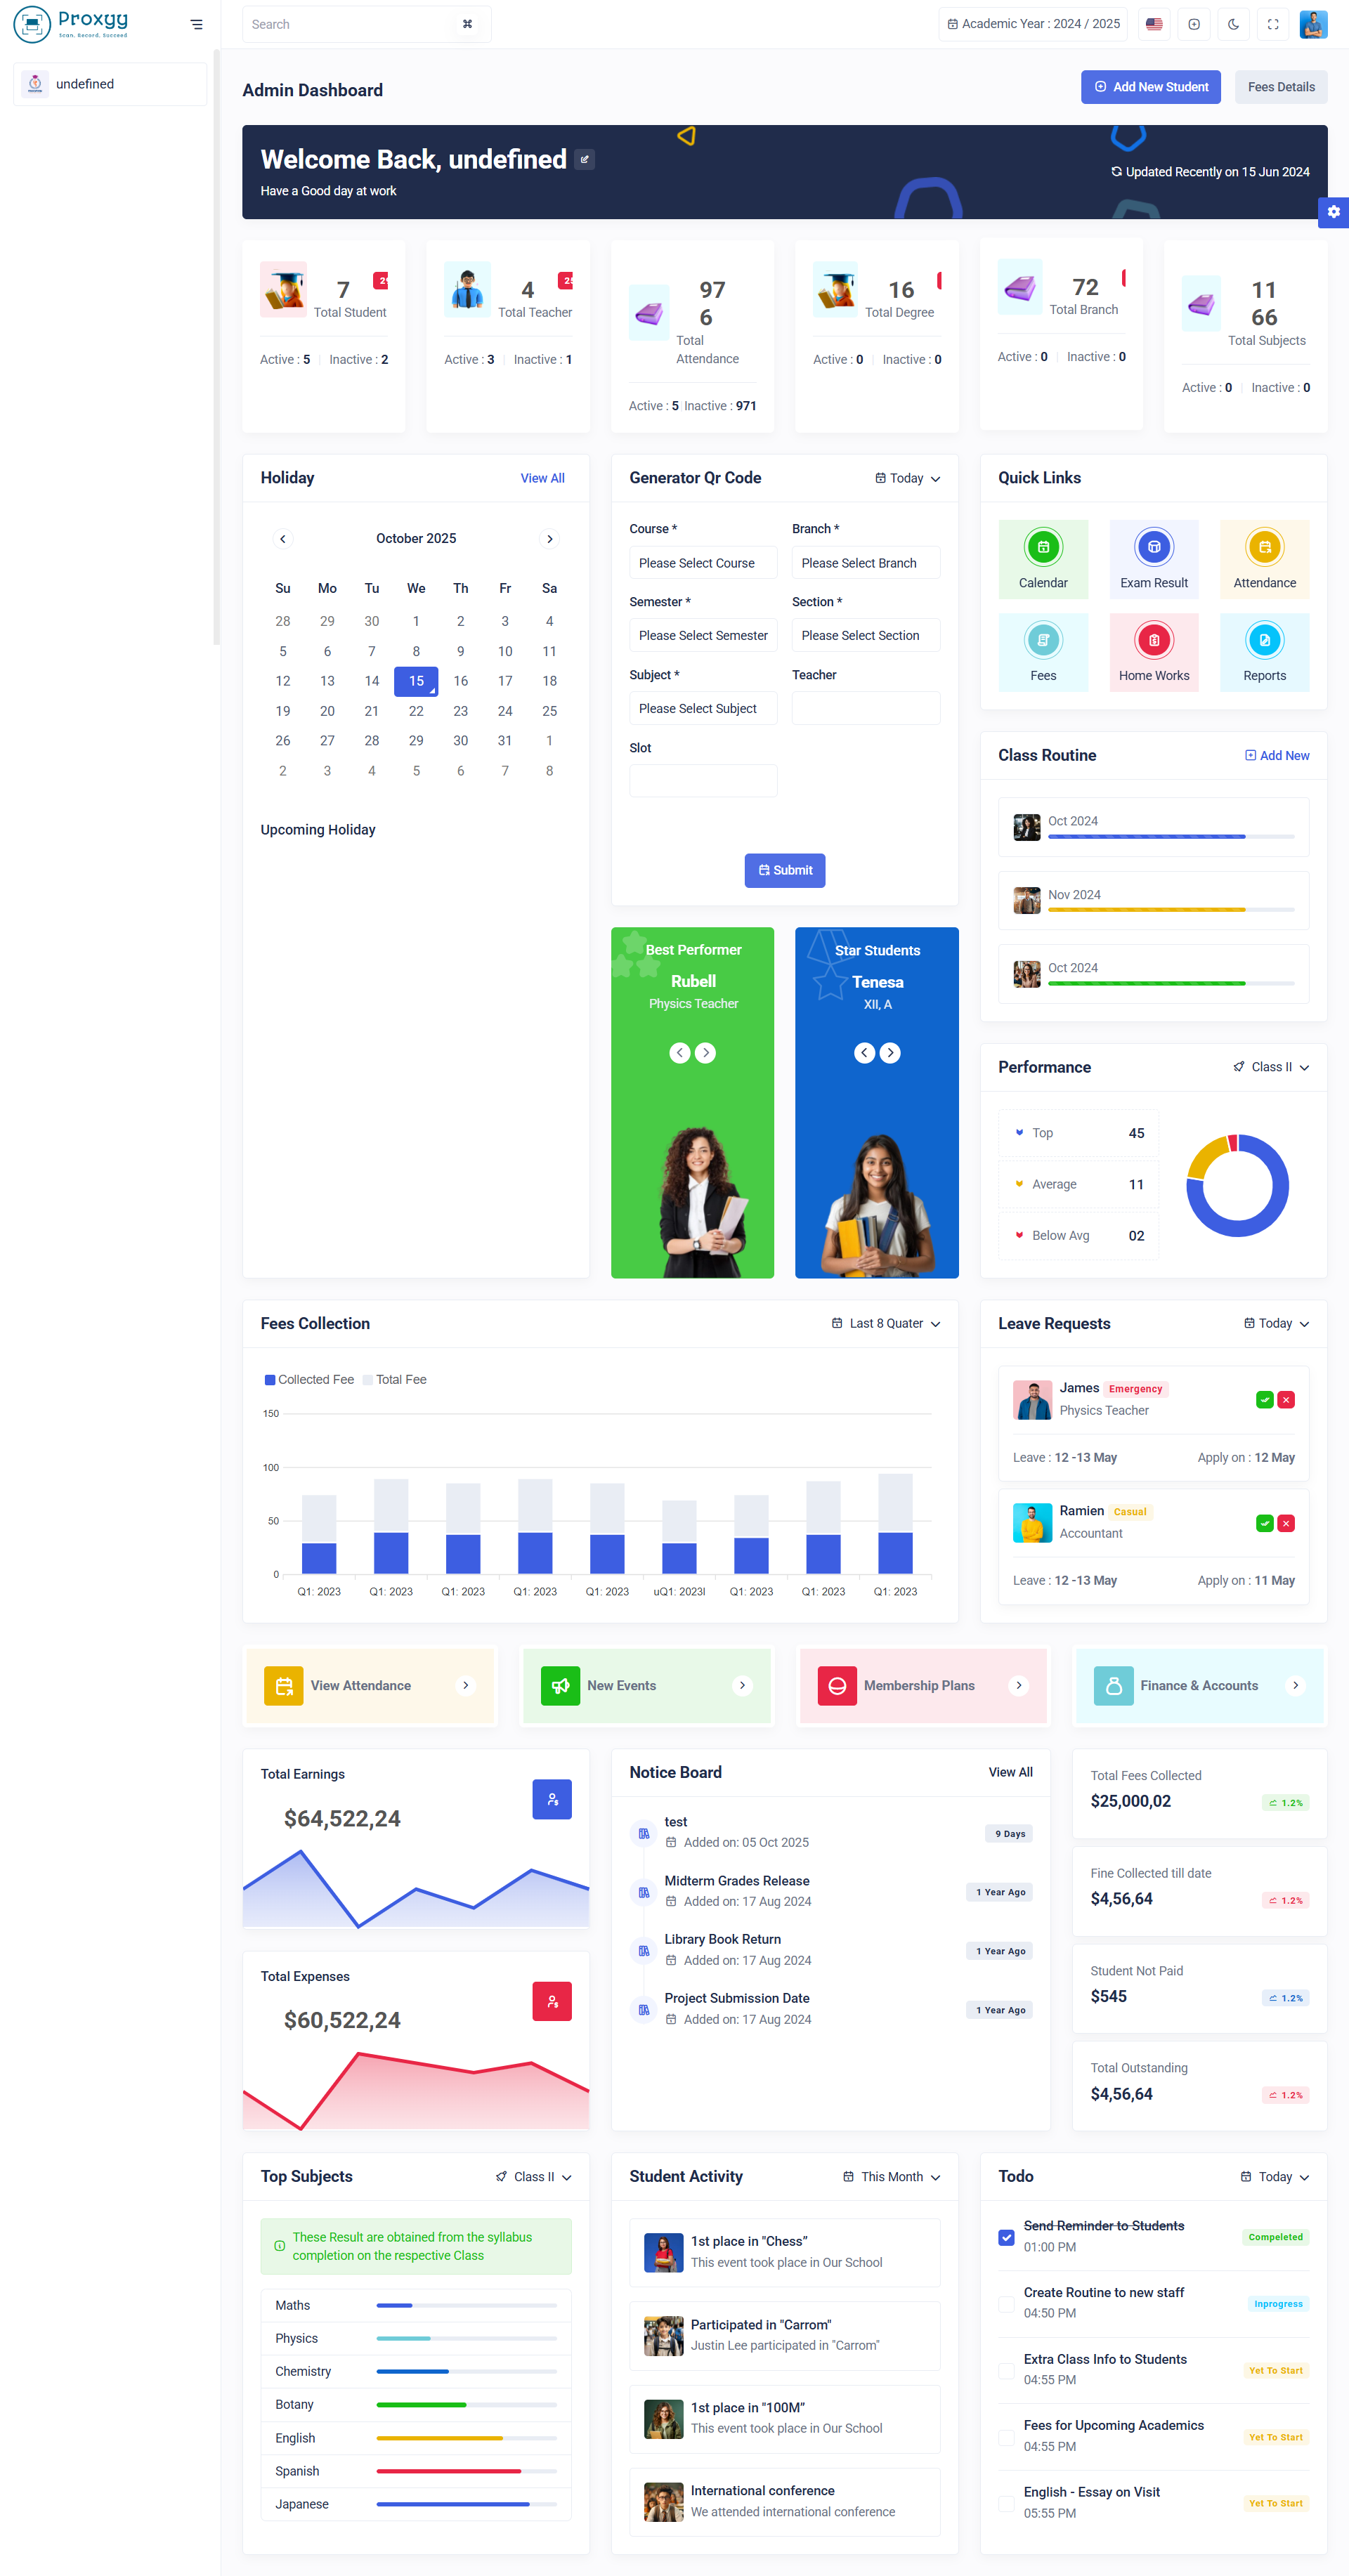 Proxyy
Scan. Record. Succeed
Search
⌘
Academic Year : 2024 / 2025
undefined
Admin Dashboard
Add New Student
Fees Details
Welcome Back, undefined
Have a Good day at work
Updated Recently on 15 Jun 2024
7
Total Student
Active : 5
Inactive : 2
4
Total Teacher
Active : 3
Inactive : 1
97
6
Total
Attendance
Active : 5
Inactive : 971
16
Total Degree
Active : 0
Inactive : 0
72
Total Branch
Active : 0
Inactive : 0
11
66
Total Subjects
Active : 0
Inactive : 0
Holiday
View All
October 2025
Su Mo Tu We Th Fr Sa
28 29 30 1 2 3 4
5 6 7 8 9 10 11
12 13 14 15 16 17 18
19 20 21 22 23 24 25
26 27 28 29 30 31 1
2 3 4 5 6 7 8
Upcoming Holiday
Generator Qr Code
Today
Course *
Branch *
Please Select Course
Please Select Branch
Semester *
Section *
Please Select Semester
Please Select Section
Subject *
Teacher
Please Select Subject
Slot
Submit
Best Performer
Rubell
Physics Teacher
Star Students
Tenesa
XII, A
Quick Links
Calendar
Exam Result
Attendance
Fees
Home Works
Reports
Class Routine
Add New
Oct 2024
Nov 2024
Oct 2024
Performance
Class II
Top 45
Average 11
Below Avg 02
Fees Collection
Last 8 Quater
Collected Fee
Total Fee
150
100
50
0
Q1: 2023 Q1: 2023 Q1: 2023 Q1: 2023 Q1: 2023 uQ1: 2023l Q1: 2023 Q1: 2023 Q1: 2023
Leave Requests
Today
James Emergency
Physics Teacher
Leave : 12 -13 May
Apply on : 12 May
Ramien Casual
Accountant
Leave : 12 -13 May
Apply on : 11 May
View Attendance
New Events
Membership Plans
Finance & Accounts
Total Earnings
$64,522,24
Total Expenses
$60,522,24
Notice Board
View All
test
Added on: 05 Oct 2025
9 Days
Midterm Grades Release
Added on: 17 Aug 2024
1 Year Ago
Library Book Return
Added on: 17 Aug 2024
1 Year Ago
Project Submission Date
Added on: 17 Aug 2024
1 Year Ago
Total Fees Collected
$25,000,02
1.2%
Fine Collected till date
$4,56,64
1.2%
Student Not Paid
$545
1.2%
Total Outstanding
$4,56,64
1.2%
Top Subjects
Class II
These Result are obtained from the syllabus
completion on the respective Class
Maths
Physics
Chemistry
Botany
English
Spanish
Japanese
Student Activity
This Month
1st place in "Chess”
This event took place in Our School
Participated in "Carrom"
Justin Lee participated in "Carrom"
1st place in "100M”
This event took place in Our School
International conference
We attended international conference
Todo
Today
Send Reminder to Students
01:00 PM
Compeleted
Create Routine to new staff
04:50 PM
Inprogress
Extra Class Info to Students
04:55 PM
Yet To Start
Fees for Upcoming Academics
04:55 PM
Yet To Start
English - Essay on Visit
05:55 PM
Yet To Start